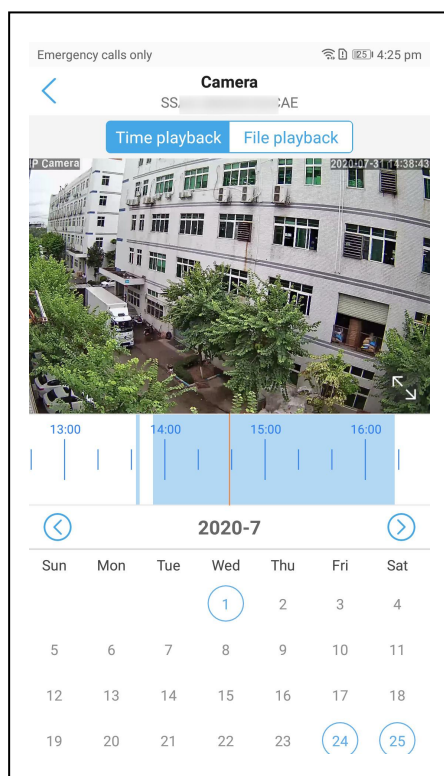 Emergency calls only 25 4:25 pm
Camera
SS CAE
Time playback File playback
IP Camera 2020-07-31 14:38:43
13:00 14:00 15:00 16:00
2020-7
Sun Mon Tue Wed Thu Fri Sat
1 2 3 4
5 6 7 8 9 10 11
12 13 14 15 16 17 18
19 20 21 22 23 24 25